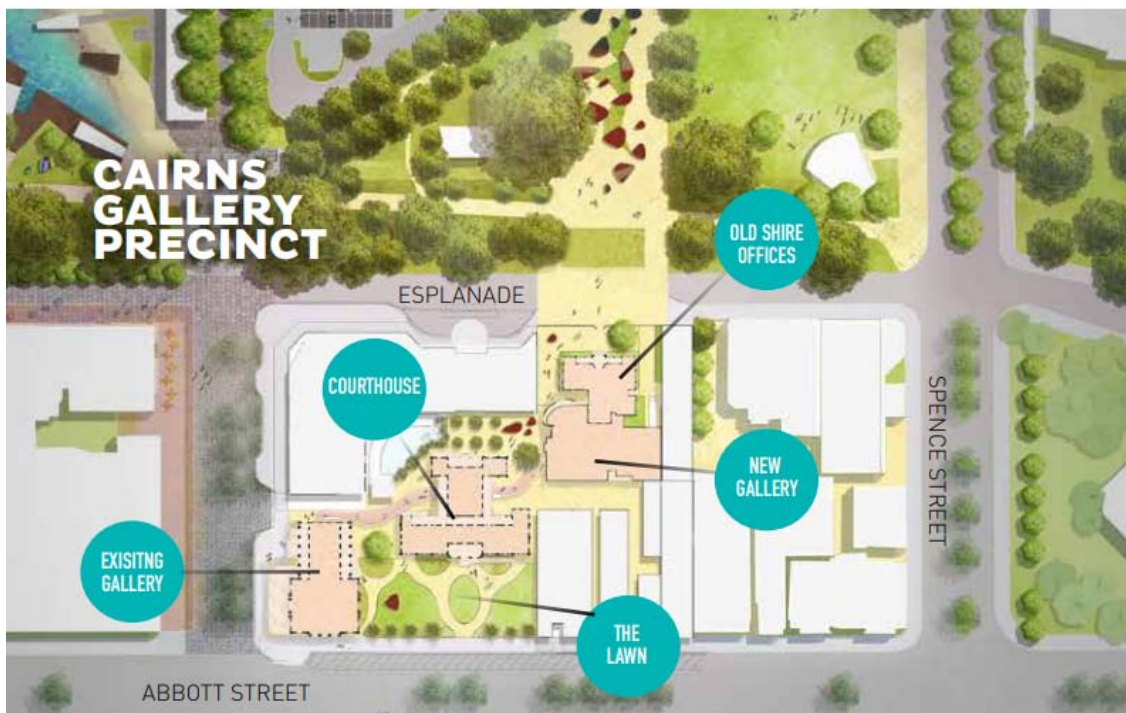 CAIRNS
GALLERY
PRECINCT
OLD SHIRE
OFFICES
ESPLANADE
COURTHOUSE
SPENCE STREET
NEW
GALLERY
EXISITNG
GALLERY
THE
LAWN
ABBOTT STREET